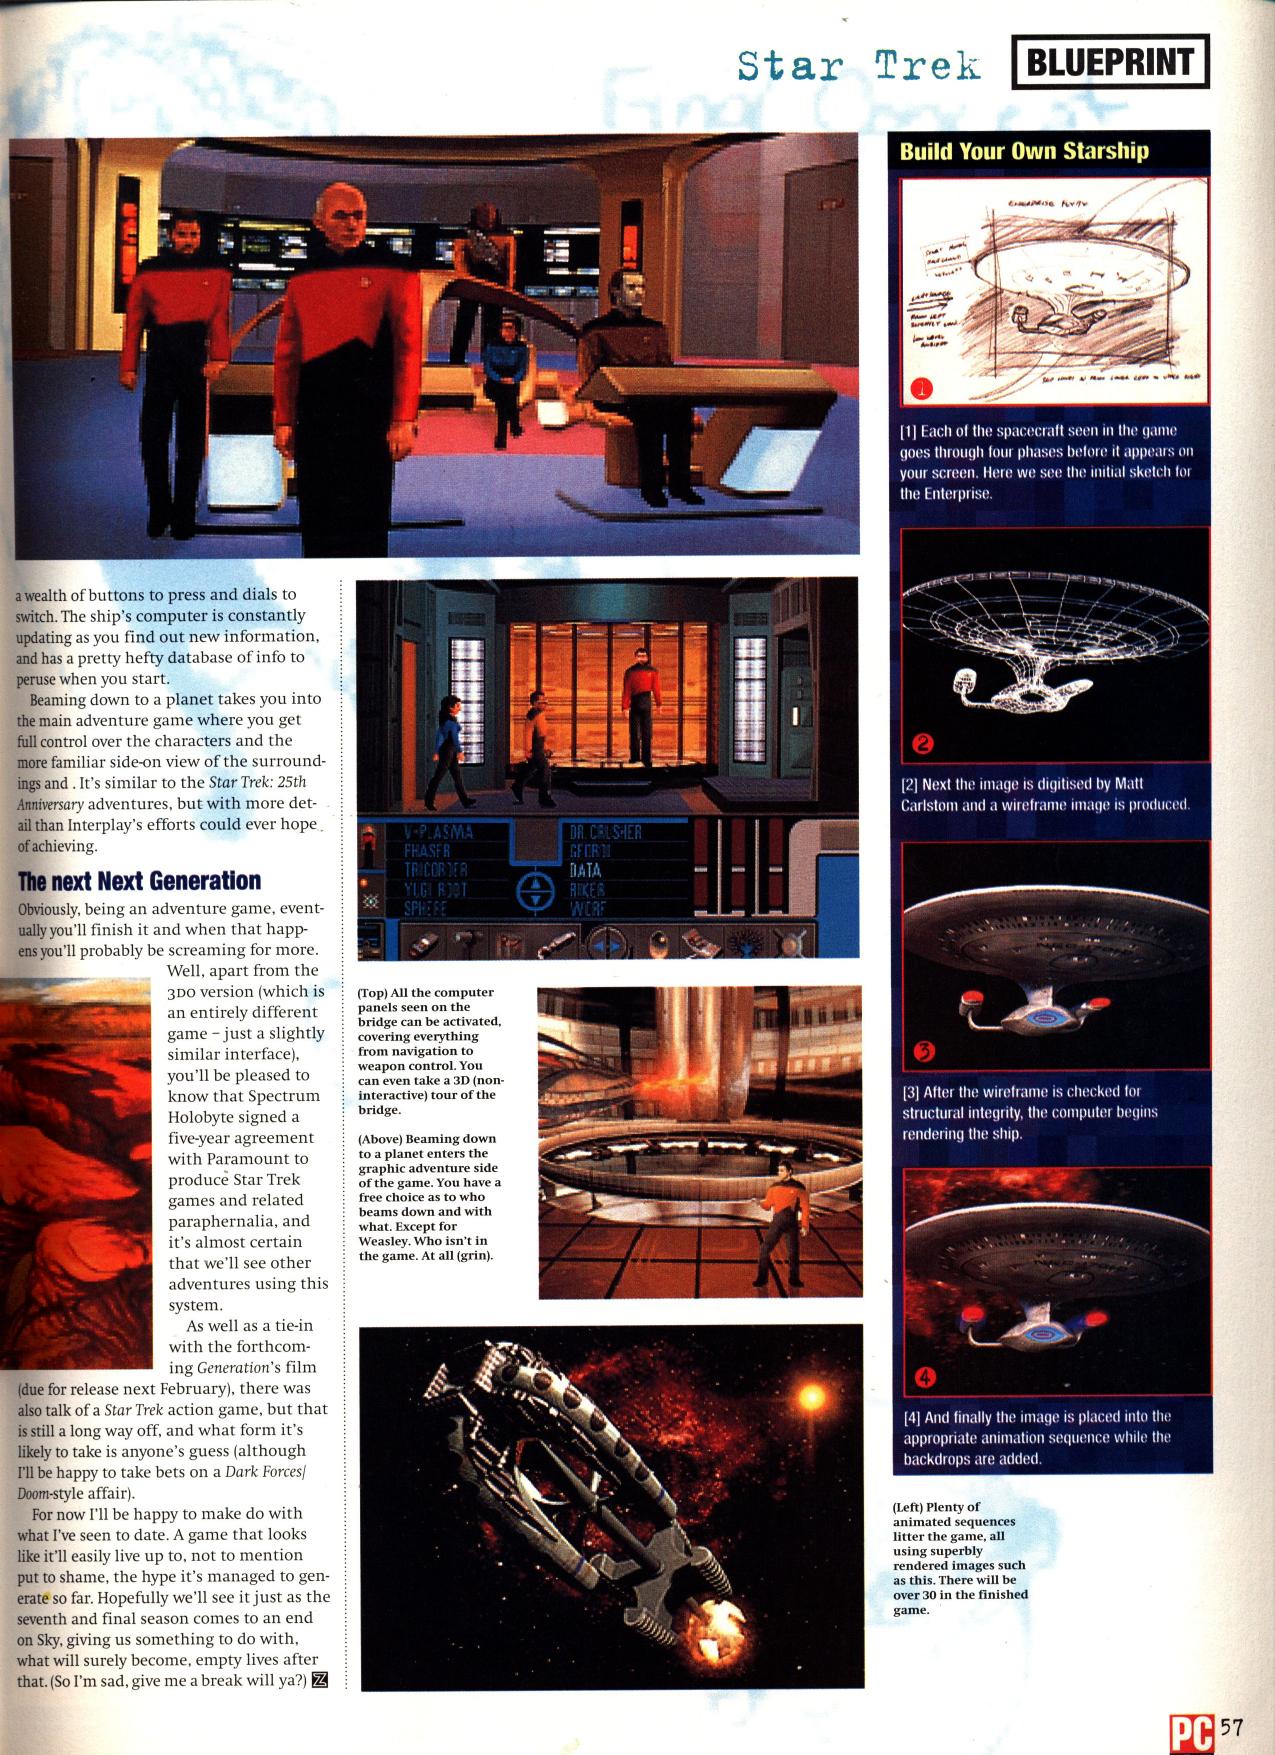 Star Trek BLUEPRINT
a wealth of buttons to press and dials to
switch. The ship's computer is constantly
updating as you find out new information,
and has a pretty hefty database of info to
peruse when you start.
Beaming down to a planet takes you into
the main adventure game where you get
full control over the characters and the
more familiar side-on view of the surround-
ings and . It's similar to the Star Trek: 25th
Anniversary adventures, but with more det-
ail than Interplay's efforts could ever hope
of achieving.
The next Next Generation
Obviously, being an adventure game, event-
ually you'll finish it and when that happ-
ens you'll probably be screaming for more.
Well, apart from the
3DO version (which is
an entirely different
game – just a slightly
similar interface),
you'll be pleased to
know that Spectrum
Holobyte signed a
five-year agreement
with Paramount to
produce Star Trek
games and related
paraphernalia, and
it's almost certain
that we'll see other
adventures using this
system.
As well as a tie-in
with the forthcom-
ing Generation's film
(due for release next February), there was
also talk of a Star Trek action game, but that
is still a long way off, and what form it's
likely to take is anyone's guess (although
I'll be happy to take bets on a Dark Forces/
Doom-style affair).
For now I'll be happy to make do with
what I've seen to date. A game that looks
like it'll easily live up to, not to mention
put to shame, the hype it's managed to gen-
erate so far. Hopefully we'll see it just as the
seventh and final season comes to an end
on Sky, giving us something to do with,
what will surely become, empty lives after
that. (So I'm sad, give me a break will ya?) Z
V-PLASMA
PHASER
TRICORDER
SPHERE
DR. CRUSHER
GEORDI
DATA
RIKER
WORF
(Top) All the computer
panels seen on the
bridge can be activated,
covering everything
from navigation to
weapon control. You
can even take a 3D (non-
interactive) tour of the
bridge.
(Above) Beaming down
to a planet enters the
graphic adventure side
of the game. You have a
free choice as to who
beams down and with
what. Except for
Weasley. Who isn't in
the game. At all (grin).
Build Your Own Starship
ENTERPRISE FLYBY
1
[1] Each of the spacecraft seen in the game
goes through four phases before it appears on
your screen. Here we see the initial sketch for
the Enterprise.
2
[2] Next the image is digitised by Matt
Carlstom and a wireframe image is produced.
3
[3] After the wireframe is checked for
structural integrity, the computer begins
rendering the ship.
4
[4] And finally the image is placed into the
appropriate animation sequence while the
backdrops are added.
(Left) Plenty of
animated sequences
litter the game, all
using superbly
rendered images such
as this. There will be
over 30 in the finished
game.
PC 57